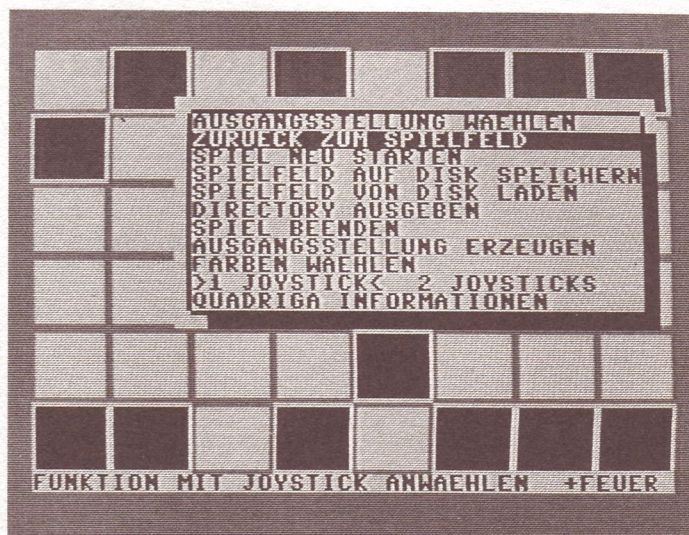 AUSGANGSSTELLUNG WAEHLEN
ZURUECK ZUM SPIELFELD
SPIEL NEU STARTEN
SPIELFELD AUF DISK SPEICHERN
SPIELFELD VON DISK LADEN
DIRECTORY AUSGEBEN
SPIEL BEENDEN
AUSGANGSSTELLUNG ERZEUGEN
FARBEN WAEHLEN
>1 JOYSTICK< 2 JOYSTICKS
QUADRIGA INFORMATIONEN
FUNKTION MIT JOYSTICK ANWAEHLEN +FEUER